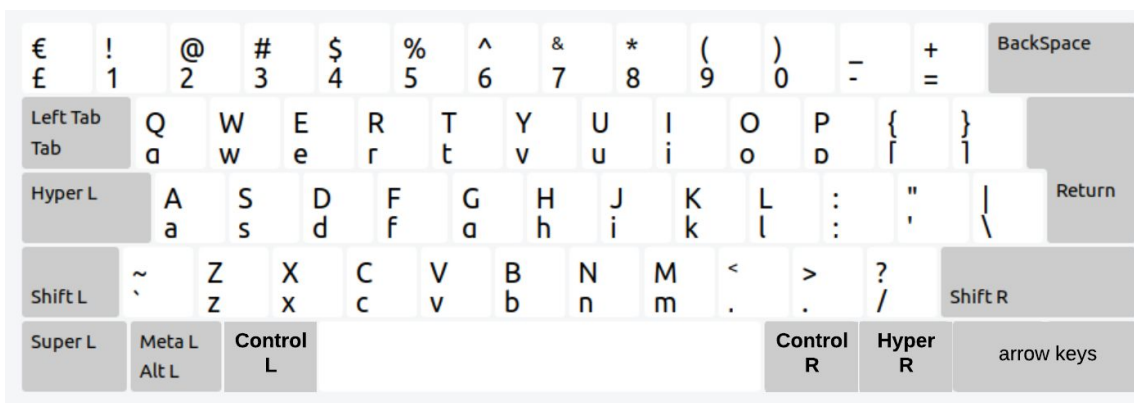 € ! @ # $ % ^ & * ( ) _ + BackSpace
£ 1 2 3 4 5 6 7 8 9 0 - =
Left Tab Q W E R T Y U I O P { }
Tab q w e r t y u i o p [ ]
Hyper L A S D F G H J K L : " | Return
a s d f g h j k l ; ' \
~ Z X C V B N M < > ?
Shift L ` z x c v b n m , . / Shift R
Super L Meta L Control Control Hyper arrow keys
Alt L L R R